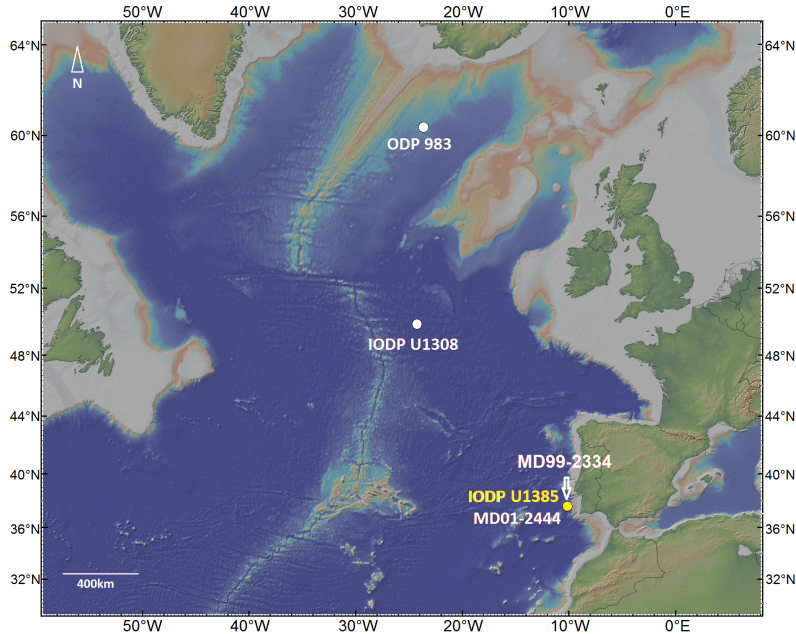 50°W 40°W 30°W 20°W 10°W 0°E
64°N 64°N
N
60°N 60°N
ODP 983
56°N 56°N
52°N 52°N
IODP U1308
48°N 48°N
44°N 44°N
MD99-2334
40°N 40°N
IODP U1385
MD01-2444
36°N 36°N
32°N 32°N
400km
50°W 40°W 30°W 20°W 10°W 0°E